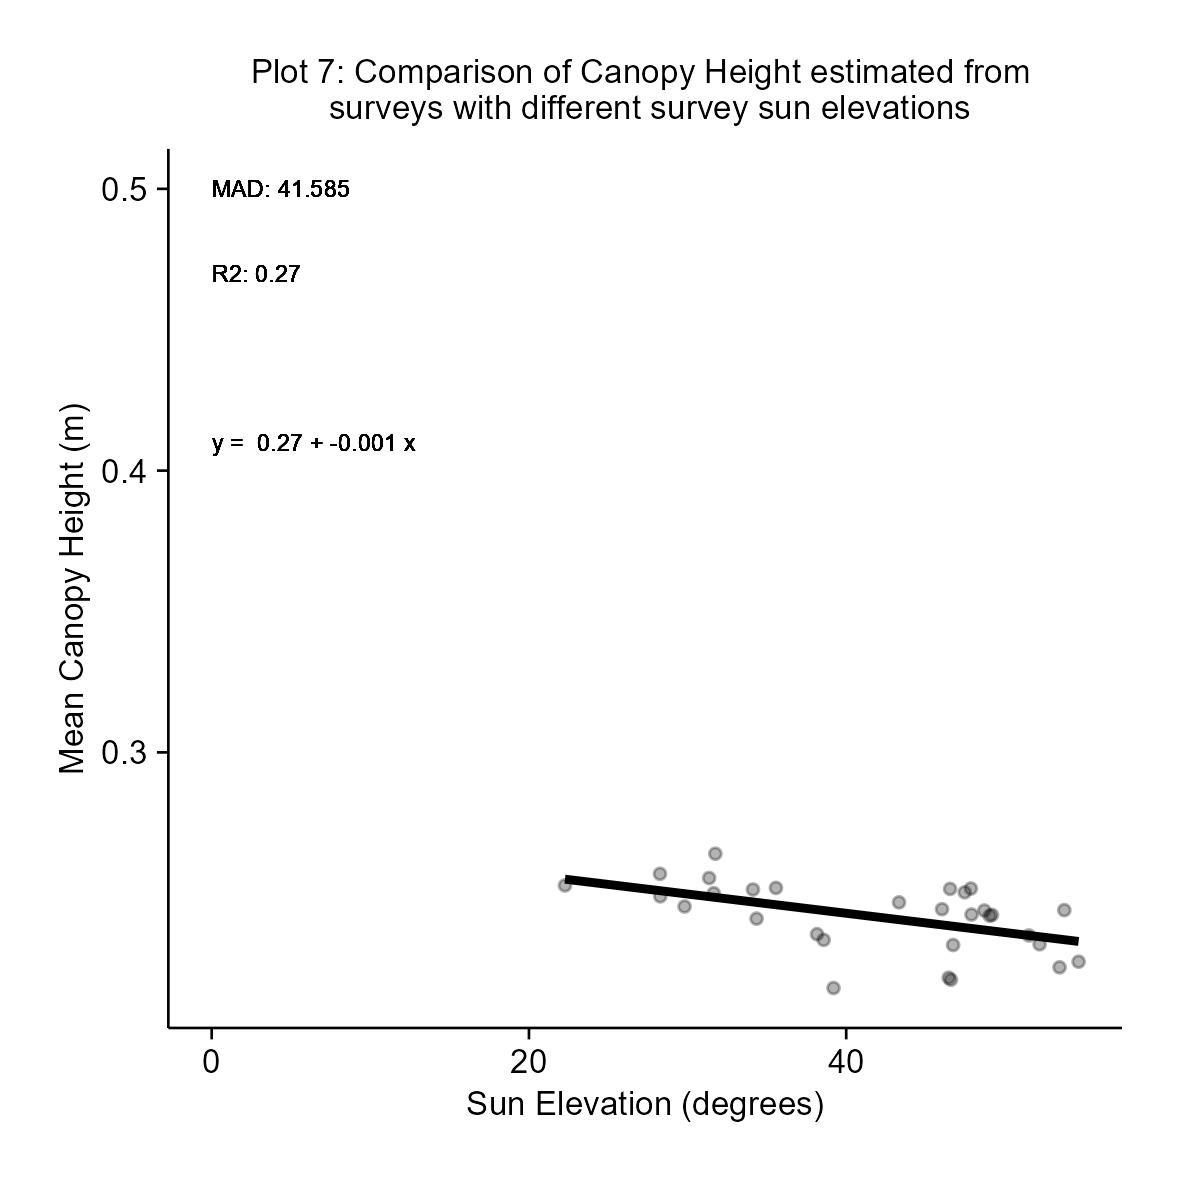 Plot 7: Comparison of Canopy Height estimated from
surveys with different survey sun elevations
0.5
MAD: 41.585
R2: 0.27
y =  0.27 + -0.001 x
0.4
0.3
Mean Canopy Height (m)
0
20
40
Sun Elevation (degrees)